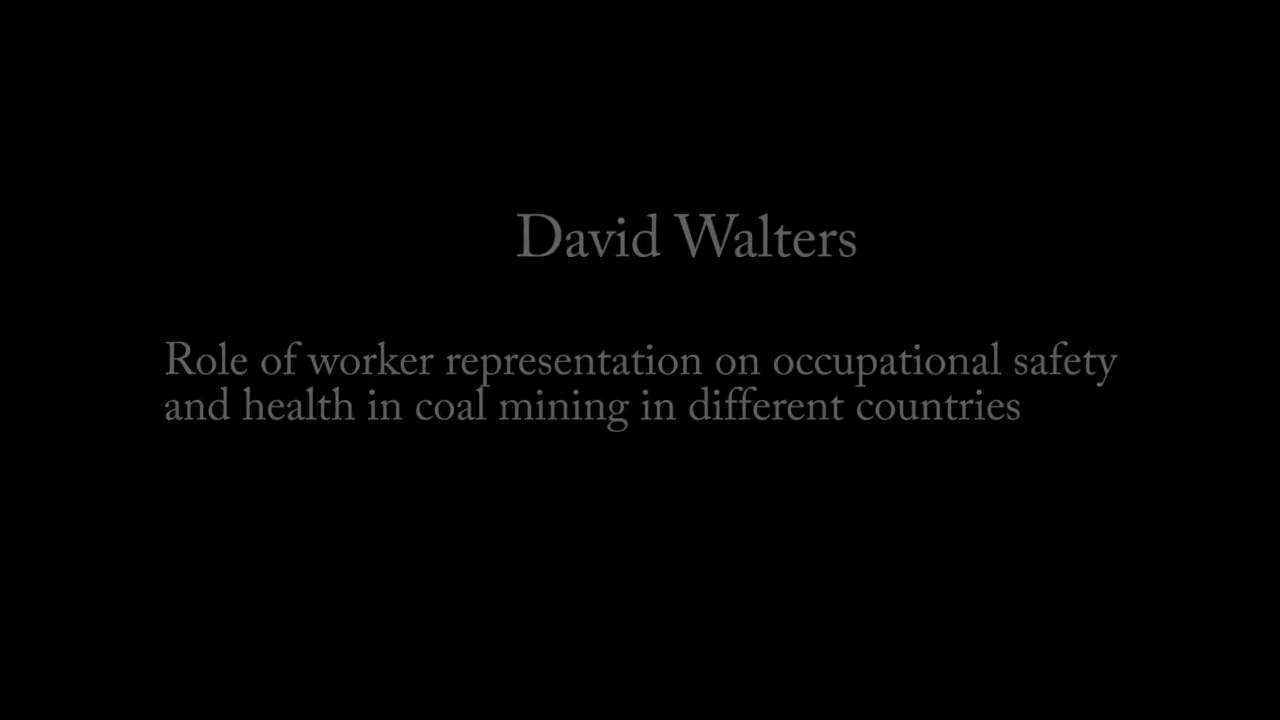 David Walters
Role of worker representation on occupational safety
and health in coal mining in different countries